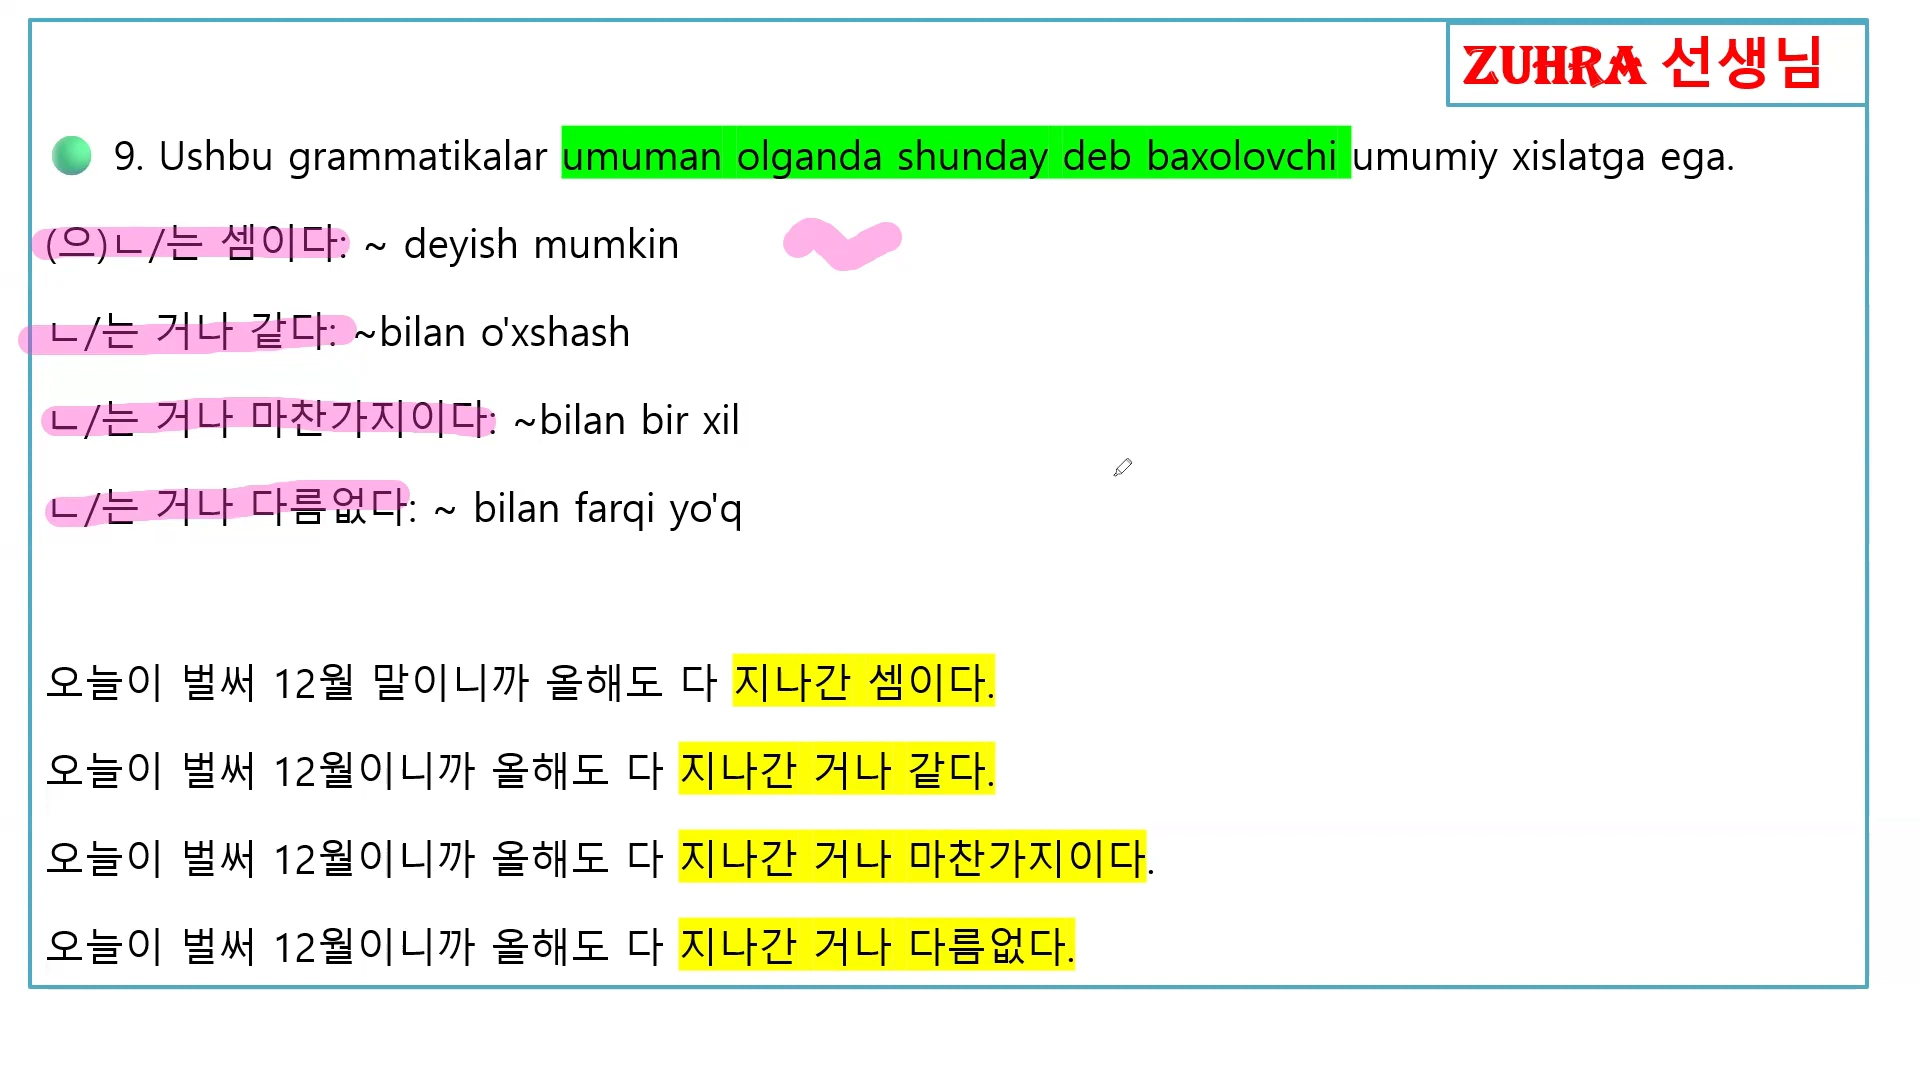 ZUHRA 선생님
9. Ushbu grammatikalar umuman olganda shunday deb baxolovchi umumiy xislatga ega.
(으)ㄴ/는 셈이다: ~ deyish mumkin
ㄴ/는 거나 같다: ~bilan o'xshash
ㄴ/는 거나 마찬가지이다: ~bilan bir xil
ㄴ/는 거나 다름없다: ~ bilan farqi yo'q
오늘이 벌써 12월 말이니까 올해도 다 지나간 셈이다.
오늘이 벌써 12월이니까 올해도 다 지나간 거나 같다.
오늘이 벌써 12월이니까 올해도 다 지나간 거나 마찬가지이다.
오늘이 벌써 12월이니까 올해도 다 지나간 거나 다름없다.